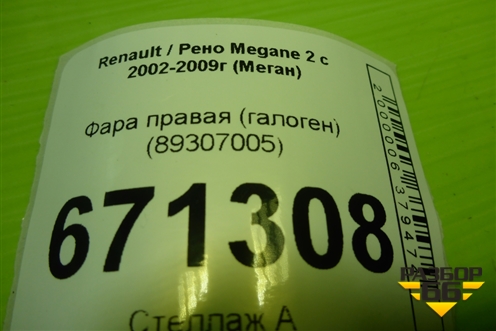 Renault / Рено Megane 2 с
2002-2009г (Меган)
Фара правая (галоген)
(89307005)
671308
Стеллаж А
РАЗБОР
66